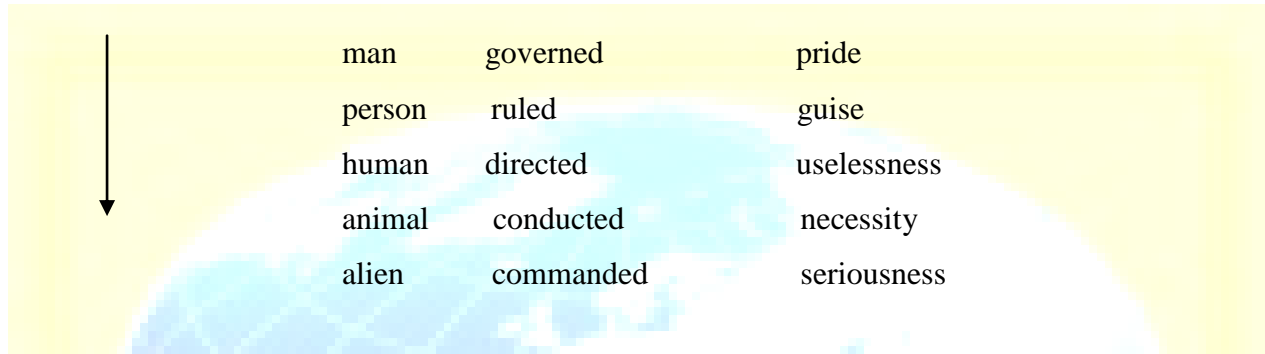 man governed pride
person ruled guise
human directed uselessness
animal conducted necessity
alien commanded seriousness